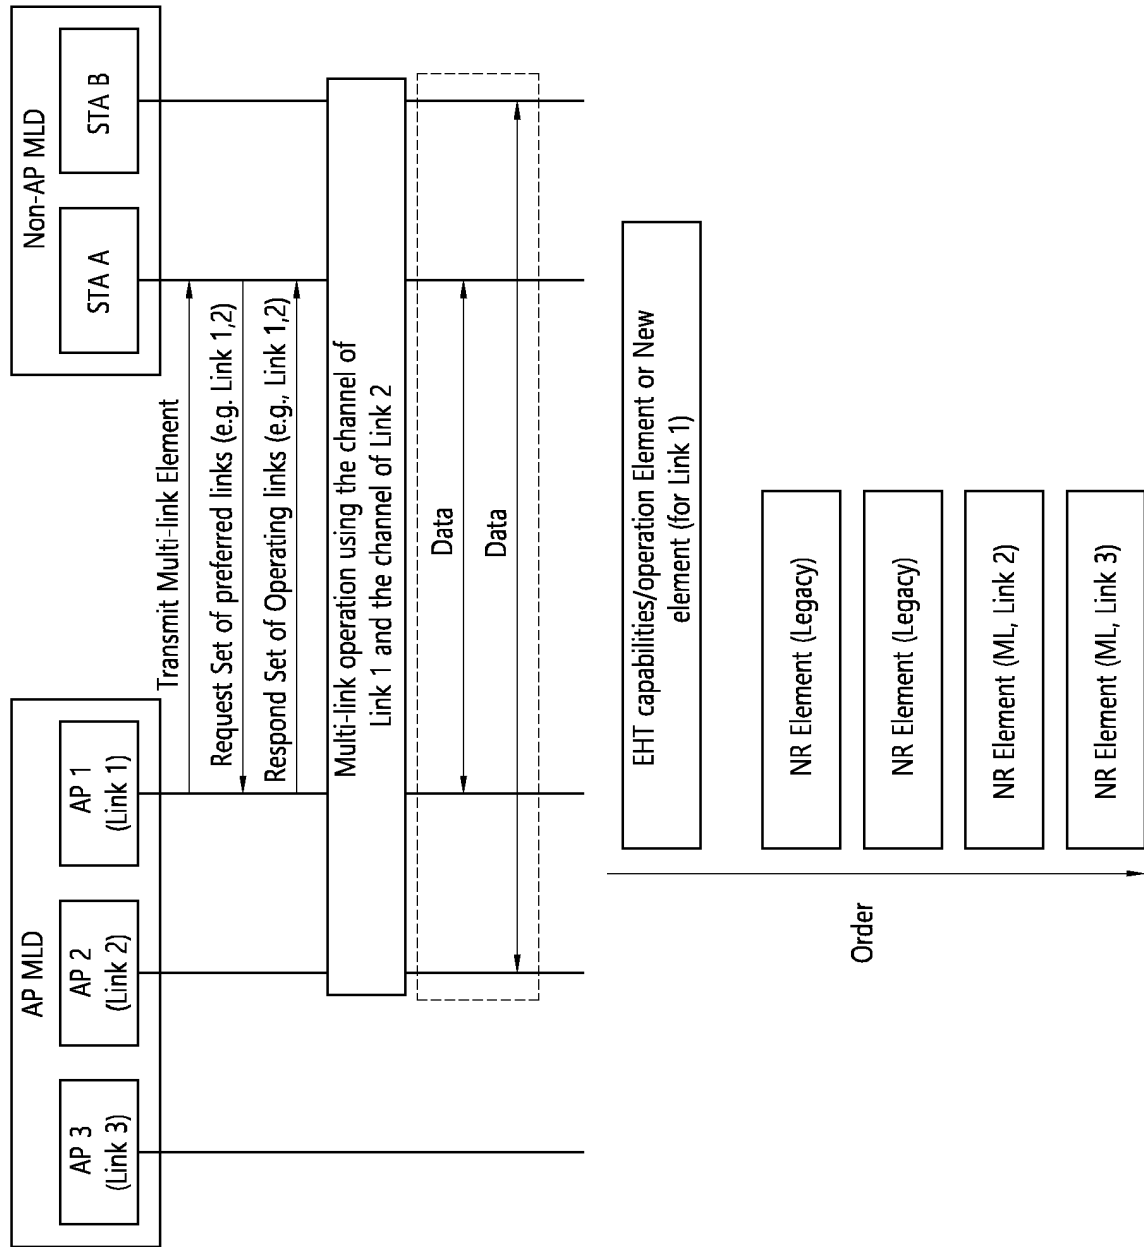 AP MLD
AP 3
(Link 3)
AP 2
(Link 2)
AP 1
(Link 1)
Non-AP MLD
STA A
STA B
Transmit Multi-link Element
Request Set of preferred links (e.g. Link 1,2)
Respond Set of Operating links (e.g., Link 1,2)
Multi-link operation using the channel of
Link 1 and the channel of Link 2
Data
Data
EHT capabilities/operation Element or New
element (for Link 1)
Order
NR Element (Legacy)
NR Element (Legacy)
NR Element (ML, Link 2)
NR Element (ML, Link 3)